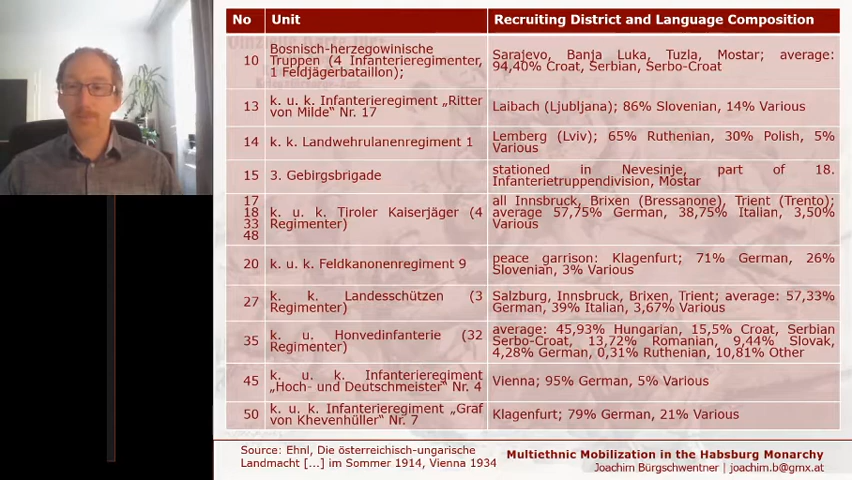 No Unit Recruiting District and Language Composition
10 Bosnisch-herzegowinische
Truppen (4 Infanterieregimenter,
1 Feldjägerbataillon);
Sarajevo, Banja Luka, Tuzla, Mostar; average:
94,40% Croat, Serbian, Serbo-Croat
13 k. u. k. Infanterieregiment „Ritter
von Milde“ Nr. 17
Laibach (Ljubljana); 86% Slovenian, 14% Various
14 k. k. Landwehrulanenregiment 1
Lemberg (Lviv); 65% Ruthenian, 30% Polish, 5%
Various
15 3. Gebirgsbrigade
stationed in Nevesinje, part of 18.
Infanterietruppendivision, Mostar
17
18
33
48
k. u. k. Tiroler Kaiserjäger (4
Regimenter)
all Innsbruck, Brixen (Bressanone), Trient (Trento);
average 57,75% German, 38,75% Italian, 3,50%
Various
20 k. u. k. Feldkanonenregiment 9
peace garrison: Klagenfurt; 71% German, 26%
Slovenian, 3% Various
27 k. k. Landesschützen (3
Regimenter)
Salzburg, Innsbruck, Brixen, Trient; average: 57,33%
German, 39% Italian, 3,67% Various
35 k. u. Honvedinfanterie (32
Regimenter)
average: 45,93% Hungarian, 15,5% Croat, Serbian
Serbo-Croat, 13,72% Romanian, 9,44% Slovak,
4,28% German, 0,31% Ruthenian, 10,81% Other
45 k. u. k. Infanterieregiment
„Hoch- und Deutschmeister“ Nr. 4
Vienna; 95% German, 5% Various
50 k. u. k. Infanterieregiment „Graf
von Khevenhüller“ Nr. 7
Klagenfurt; 79% German, 21% Various
Source: Ehnl, Die österreichisch-ungarische
Landmacht [...] im Sommer 1914, Vienna 1934
Multiethnic Mobilization in the Habsburg Monarchy
Joachim Bürgschwentner | joachim.b@gmx.at